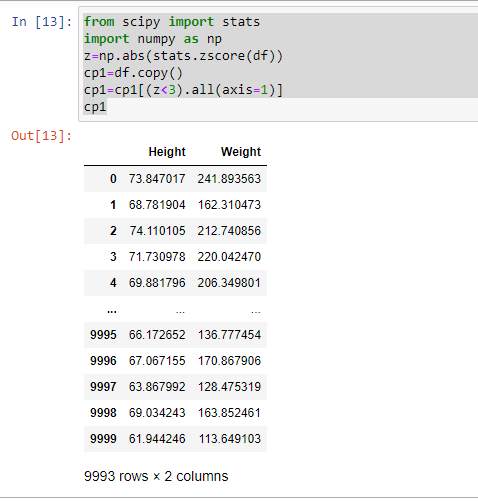 In [13]: from scipy import stats
import numpy as np
z=np.abs(stats.zscore(df))
cp1=df.copy()
cp1=cp1[(z<3).all(axis=1)]
cp1
Out[13]:
Height Weight
0 73.847017 241.893563
1 68.781904 162.310473
2 74.110105 212.740856
3 71.730978 220.042470
4 69.881796 206.349801
... ... ...
9995 66.172652 136.777454
9996 67.067155 170.867906
9997 63.867992 128.475319
9998 69.034243 163.852461
9999 61.944246 113.649103
9993 rows × 2 columns